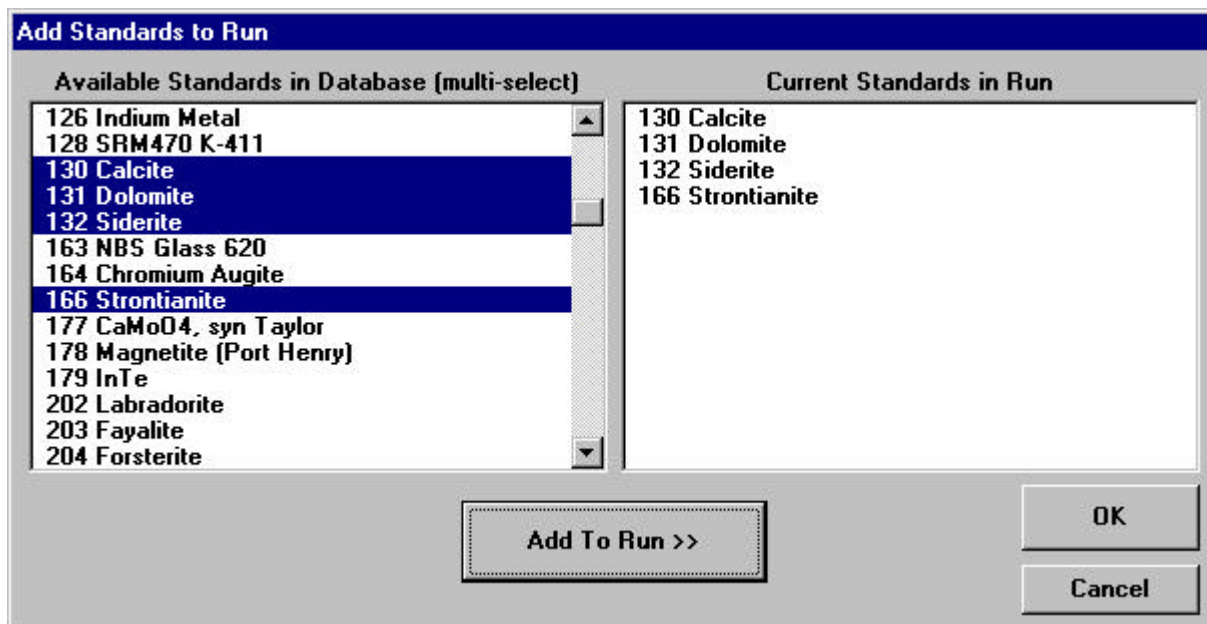 Add Standards to Run
Available Standards in Database (multi-select)
126 Indium Metal
128 SRM470 K-411
130 Calcite
131 Dolomite
132 Siderite
163 NBS Glass 620
164 Chromium Augite
166 Strontianite
177 CaMoO4, syn Taylor
178 Magnetite (Port Henry)
179 InTe
202 Labradorite
203 Fayalite
204 Forsterite
Current Standards in Run
130 Calcite
131 Dolomite
132 Siderite
166 Strontianite
Add To Run >>
OK
Cancel